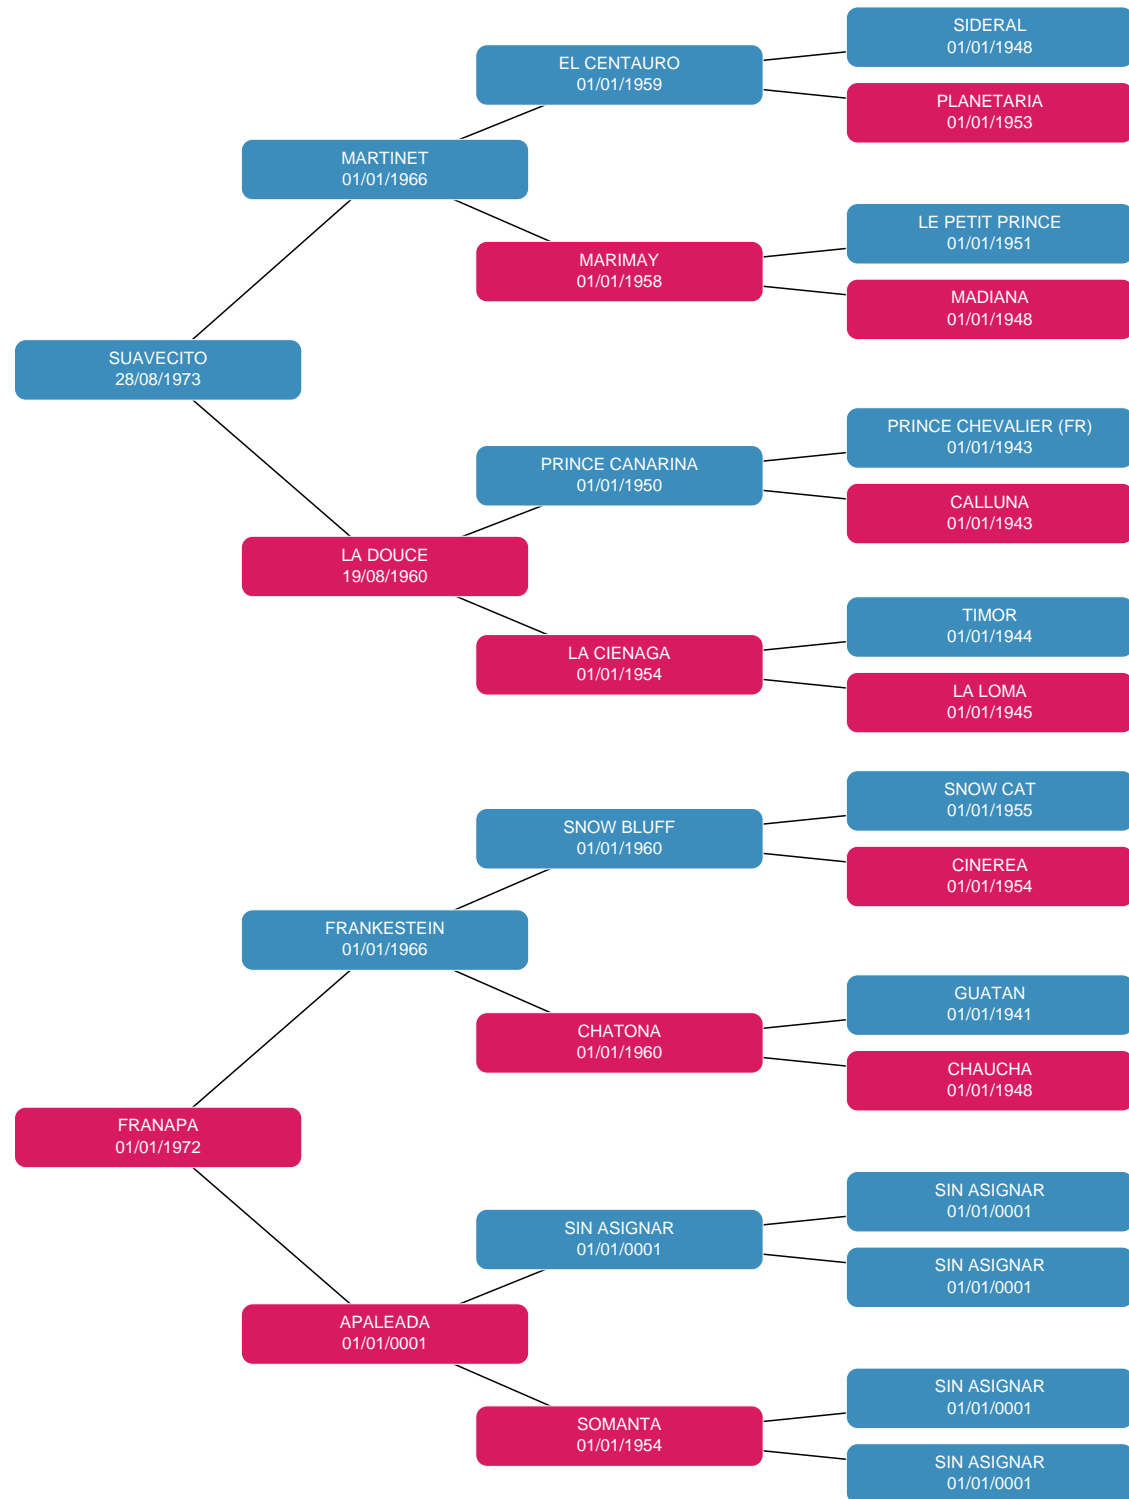 SIDERAL
01/01/1948
EL CENTAURO
01/01/1959
PLANETARIA
01/01/1953
MARTINET
01/01/1966
LE PETIT PRINCE
01/01/1951
MARIMAY
01/01/1958
MADIANA
01/01/1948
SUAVECITO
28/08/1973
PRINCE CHEVALIER (FR)
01/01/1943
PRINCE CANARINA
01/01/1950
CALLUNA
01/01/1943
LA DOUCE
19/08/1960
TIMOR
01/01/1944
LA CIENAGA
01/01/1954
LA LOMA
01/01/1945
SNOW CAT
01/01/1955
SNOW BLUFF
01/01/1960
CINEREA
01/01/1954
FRANKESTEIN
01/01/1966
GUATAN
01/01/1941
CHATONA
01/01/1960
CHAUCHA
01/01/1948
FRANAPA
01/01/1972
SIN ASIGNAR
01/01/0001
SIN ASIGNAR
01/01/0001
SIN ASIGNAR
01/01/0001
APALEADA
01/01/0001
SIN ASIGNAR
01/01/0001
SOMANTA
01/01/1954
SIN ASIGNAR
01/01/0001